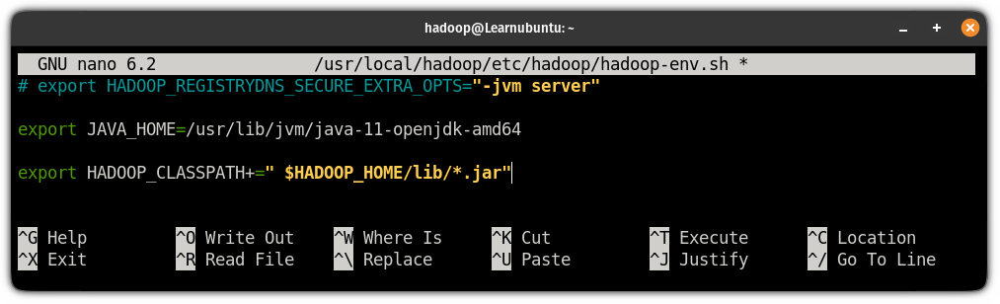 hadoop@Learnubuntu: ~
GNU nano 6.2 /usr/local/hadoop/etc/hadoop/hadoop-env.sh *
# export HADOOP_REGISTRYDNS_SECURE_EXTRA_OPTS="-jvm server"
export JAVA_HOME=/usr/lib/jvm/java-11-openjdk-amd64
export HADOOP_CLASSPATH+=" $HADOOP_HOME/lib/*.jar"
^G Help ^O Write Out ^W Where Is ^K Cut ^T Execute ^C Location
^X Exit ^R Read File ^\ Replace ^U Paste ^J Justify ^/ Go To Line